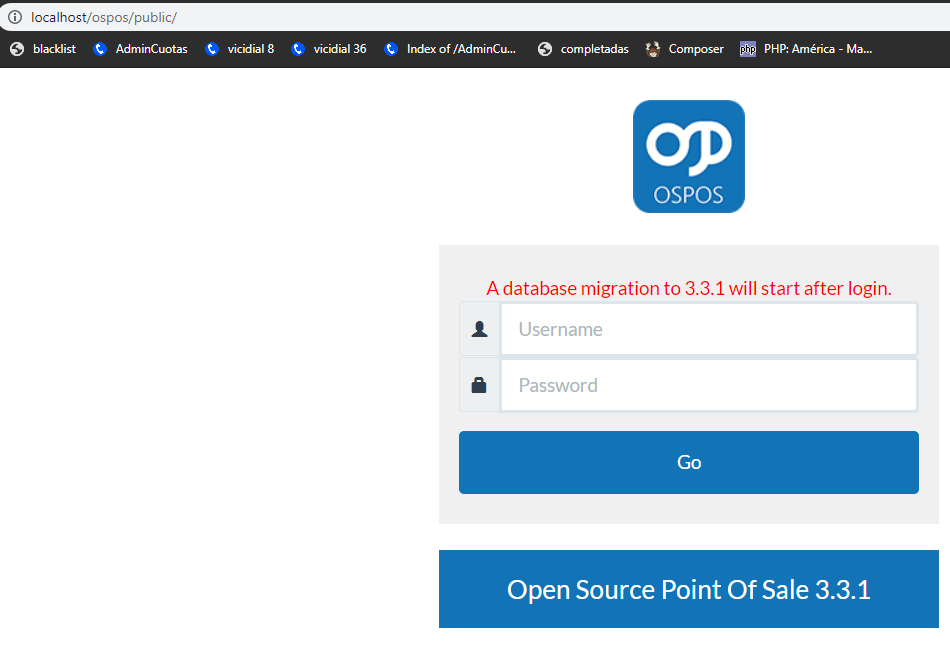 localhost/ospos/public/
blacklist AdminCuotas vicidial 8 vicidial 36 Index of /AdminCu... completadas Composer php PHP: América - Ma...
OSPOS
A database migration to 3.3.1 will start after login.
Username
Password
Go
Open Source Point Of Sale 3.3.1